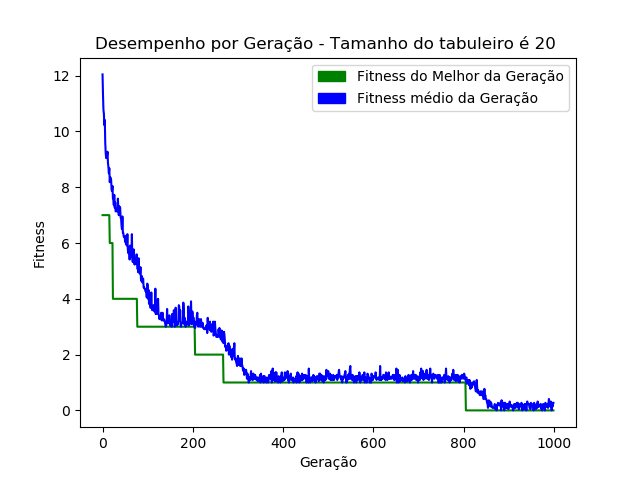 Desempenho por Geração - Tamanho do tabuleiro é 20
Fitness do Melhor da Geração
Fitness médio da Geração
12
10
8
6
4
2
0
Fitness
0 200 400 600 800 1000
Geração